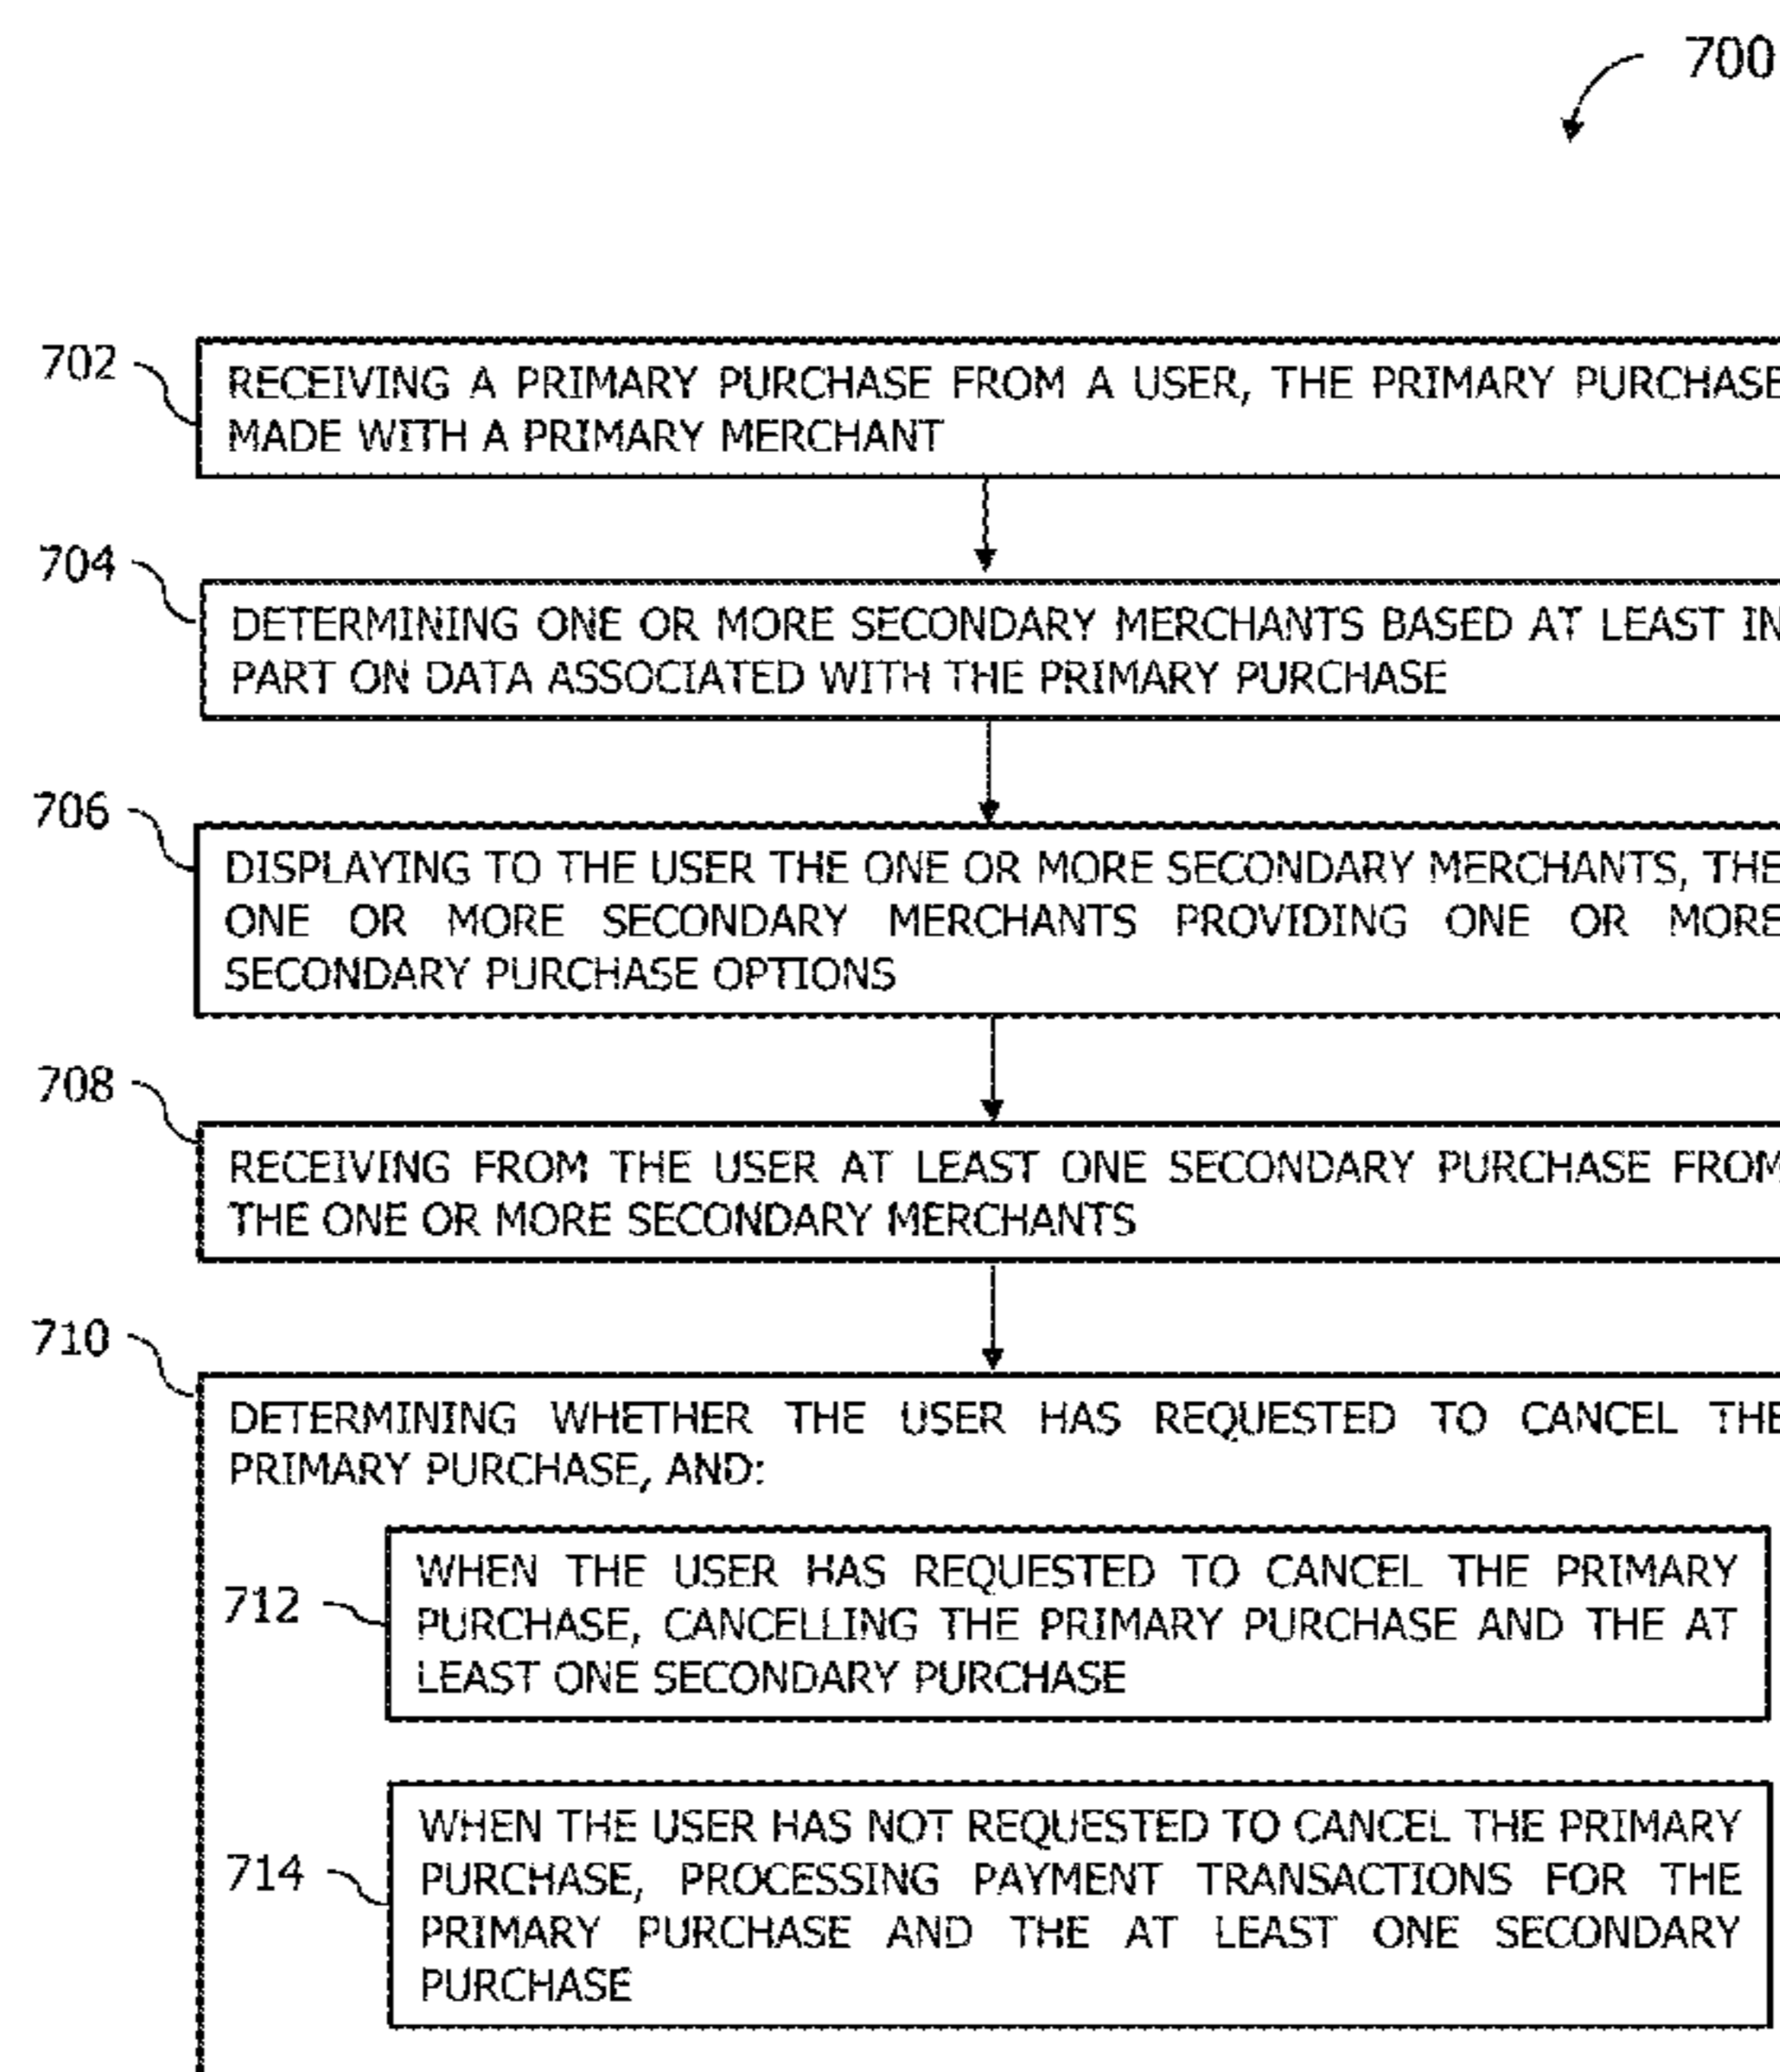 700
702
RECEIVING A PRIMARY PURCHASE FROM A USER, THE PRIMARY PURCHASE
MADE WITH A PRIMARY MERCHANT
704
DETERMINING ONE OR MORE SECONDARY MERCHANTS BASED AT LEAST IN
PART ON DATA ASSOCIATED WITH THE PRIMARY PURCHASE
706
DISPLAYING TO THE USER THE ONE OR MORE SECONDARY MERCHANTS, THE
ONE OR MORE SECONDARY MERCHANTS PROVIDING ONE OR MORE
SECONDARY PURCHASE OPTIONS
708
RECEIVING FROM THE USER AT LEAST ONE SECONDARY PURCHASE FROM
THE ONE OR MORE SECONDARY MERCHANTS
710
DETERMINING WHETHER THE USER HAS REQUESTED TO CANCEL THE
PRIMARY PURCHASE, AND:
712
WHEN THE USER HAS REQUESTED TO CANCEL THE PRIMARY
PURCHASE, CANCELLING THE PRIMARY PURCHASE AND THE AT
LEAST ONE SECONDARY PURCHASE
714
WHEN THE USER HAS NOT REQUESTED TO CANCEL THE PRIMARY
PURCHASE, PROCESSING PAYMENT TRANSACTIONS FOR THE
PRIMARY PURCHASE AND THE AT LEAST ONE SECONDARY
PURCHASE